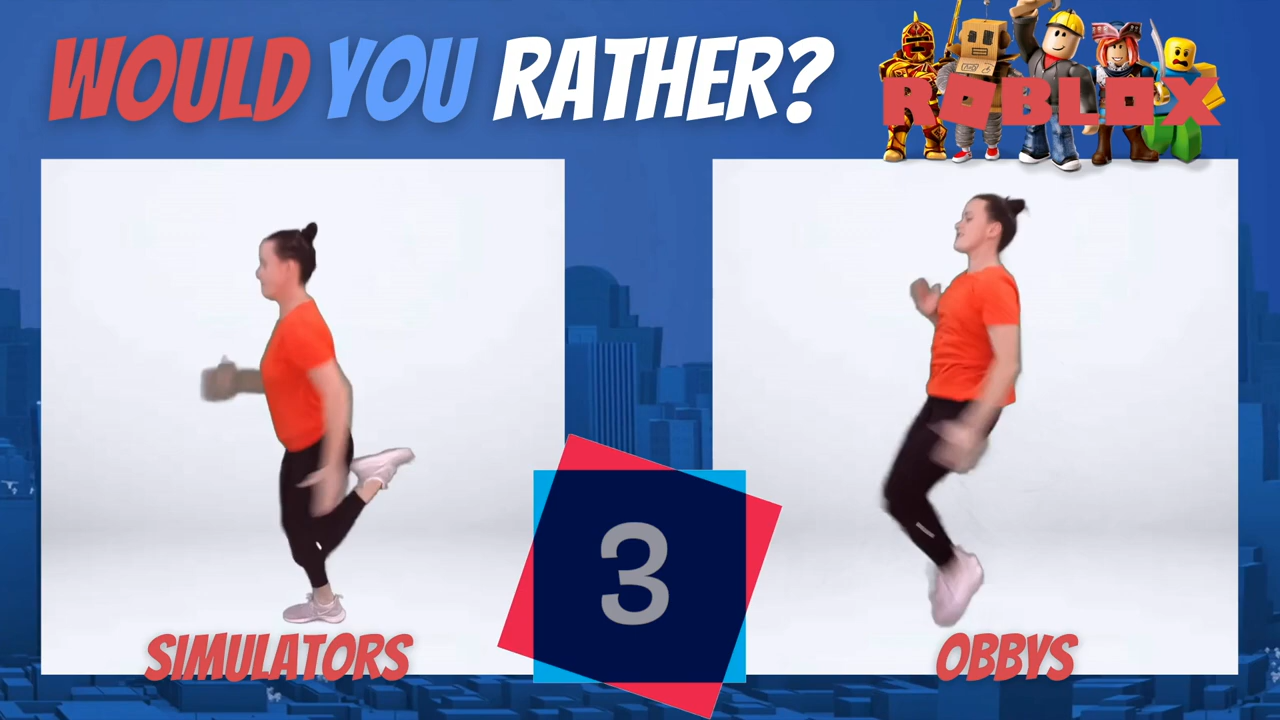 WOULD YOU RATHER?
ROBLOX
3
SIMULATORS
OBBYS